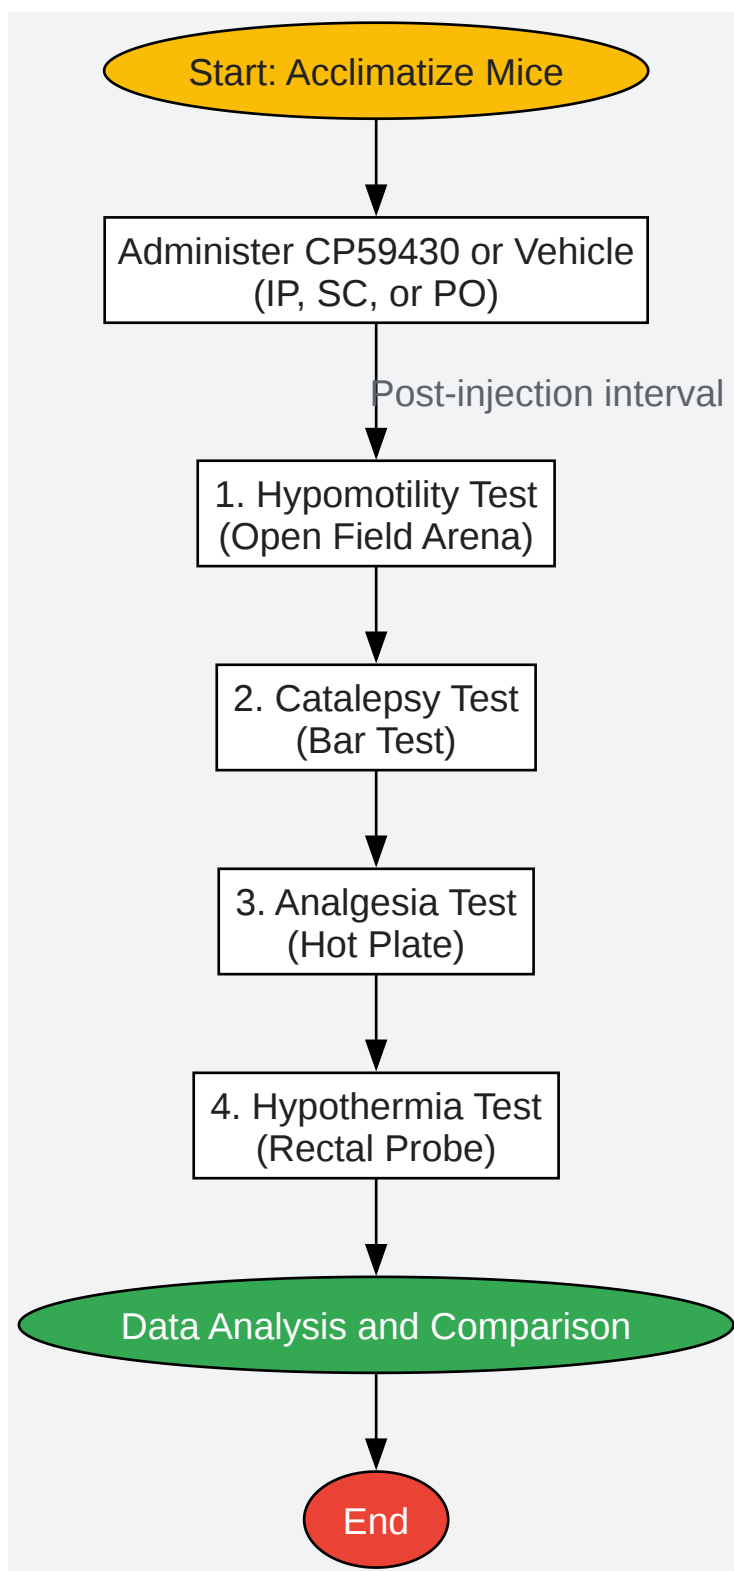 Start: Acclimatize Mice
Administer CP59430 or Vehicle
(IP, SC, or PO)
Post-injection interval
1. Hypomotility Test
(Open Field Arena)
2. Catalepsy Test
(Bar Test)
3. Analgesia Test
(Hot Plate)
4. Hypothermia Test
(Rectal Probe)
Data Analysis and Comparison
End